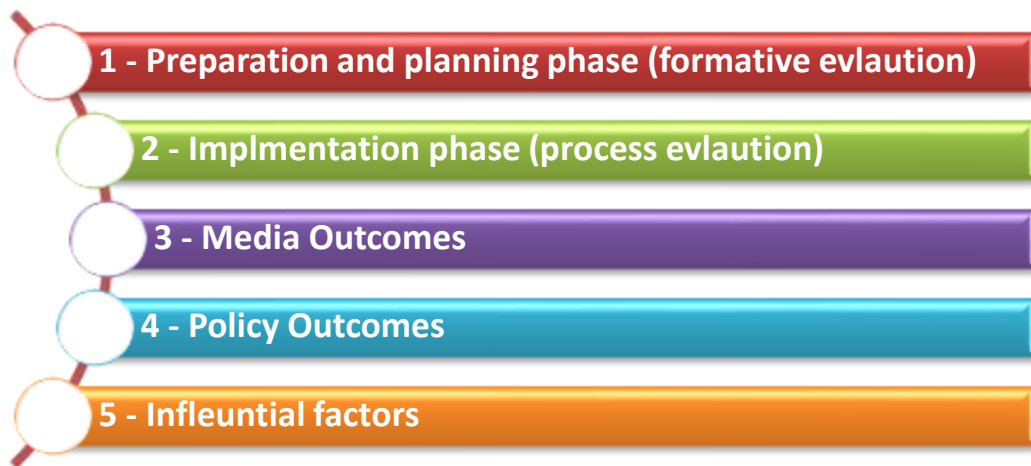 1 - Preparation and planning phase (formative evlaution)
2 - Implmentation phase (process evlaution)
3 - Media Outcomes
4 - Policy Outcomes
5 - Infleuntial factors